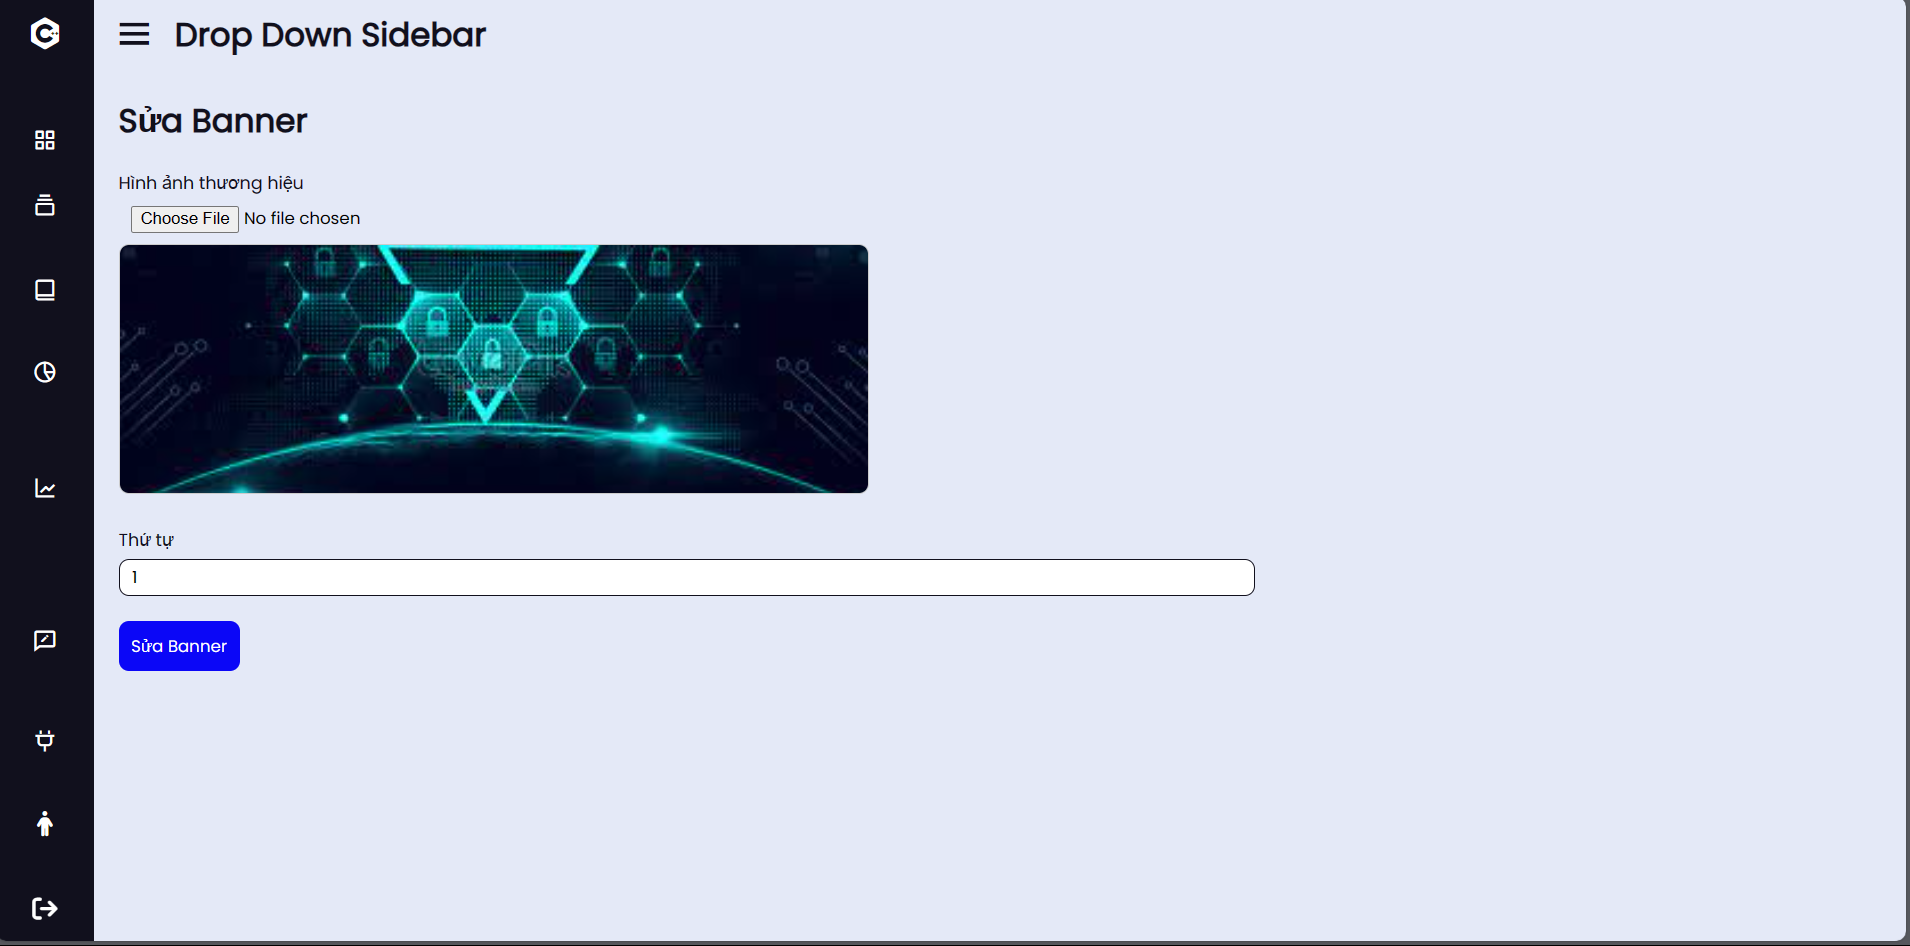 Drop Down Sidebar
Sửa Banner
Hình ảnh thương hiệu
Choose File No file chosen
Thứ tự
1
Sửa Banner